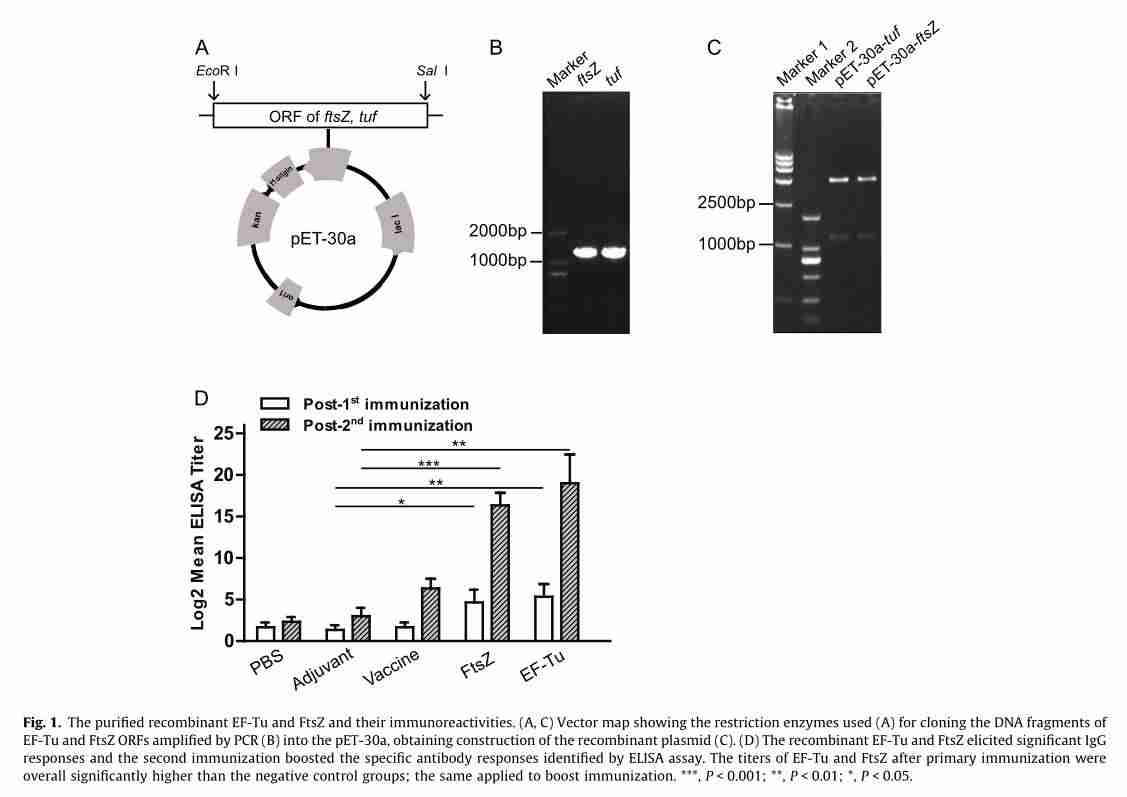 A
EcoR I
Sal I
ORF of ftsZ, tuf
f1 origin
kan
lac I
ori
pET-30a
B
Marker
ftsZ
tuf
2000bp
1000bp
C
Marker 1
Marker 2
pET-30a-tuf
pET-30a-ftsZ
2500bp
1000bp
D
Post-1st immunization
Post-2nd immunization
Log2 Mean ELISA Titer
25
20
15
10
5
0
**
***
**
*
PBS
Adjuvant
Vaccine
FtsZ
EF-Tu
Fig. 1. The purified recombinant EF-Tu and FtsZ and their immunoreactivities. (A, C) Vector map showing the restriction enzymes used (A) for cloning the DNA fragments of
EF-Tu and FtsZ ORFs amplified by PCR (B) into the pET-30a, obtaining construction of the recombinant plasmid (C). (D) The recombinant EF-Tu and FtsZ elicited significant IgG
responses and the second immunization boosted the specific antibody responses identified by ELISA assay. The titers of EF-Tu and FtsZ after primary immunization were
overall significantly higher than the negative control groups; the same applied to boost immunization. ***, P < 0.001; **, P < 0.01; *, P < 0.05.